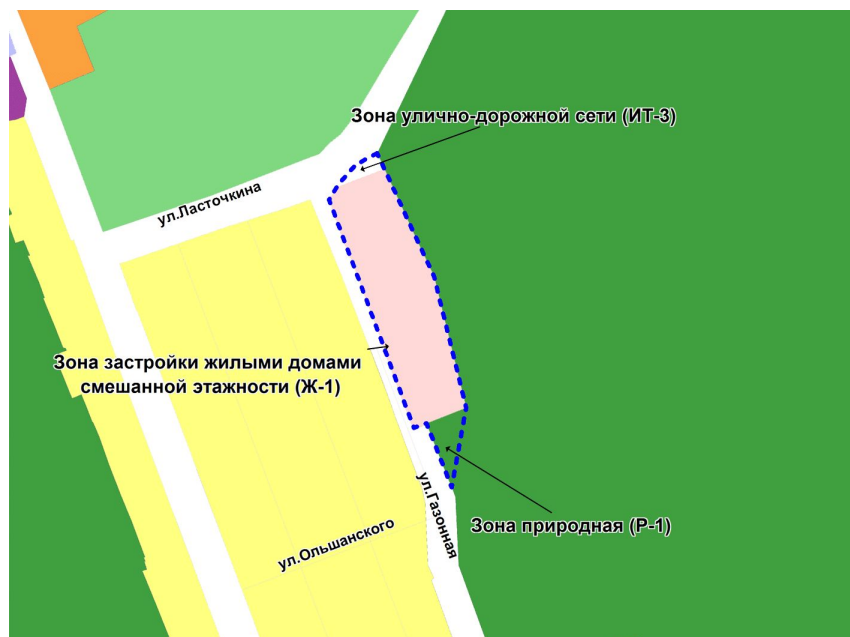 Зона улично-дорожной сети (ИТ-3)
ул.Ласточкина
Зона застройки жилыми домами
смешанной этажности (Ж-1)
ул.Газонная
Зона природная (Р-1)
ул.Ольшанского